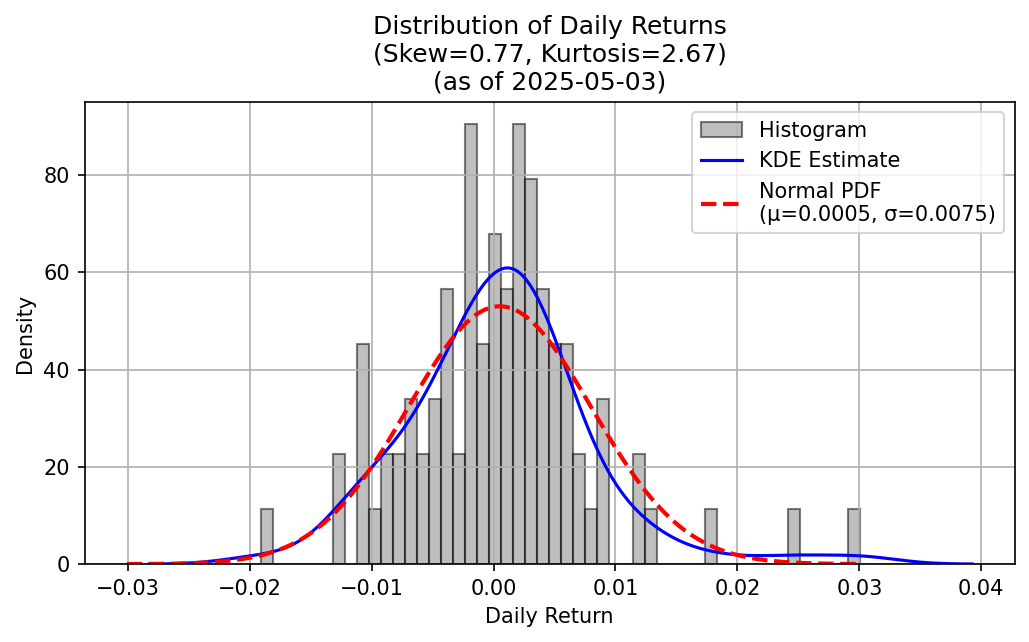 Distribution of Daily Returns
(Skew=0.77, Kurtosis=2.67)
(as of 2025-05-03)
Histogram
KDE Estimate
Normal PDF
(μ=0.0005, σ=0.0075)
Density
80
60
40
20
0
−0.03
−0.02
−0.01
0.00
0.01
0.02
0.03
0.04
Daily Return